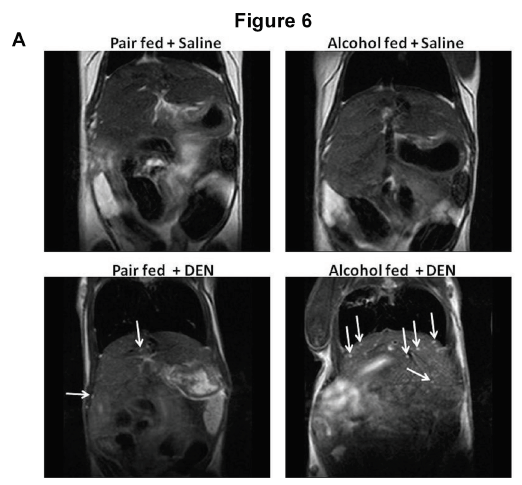 Figure 6
A
Pair fed + Saline
Alcohol fed + Saline
Pair fed + DEN
Alcohol fed + DEN